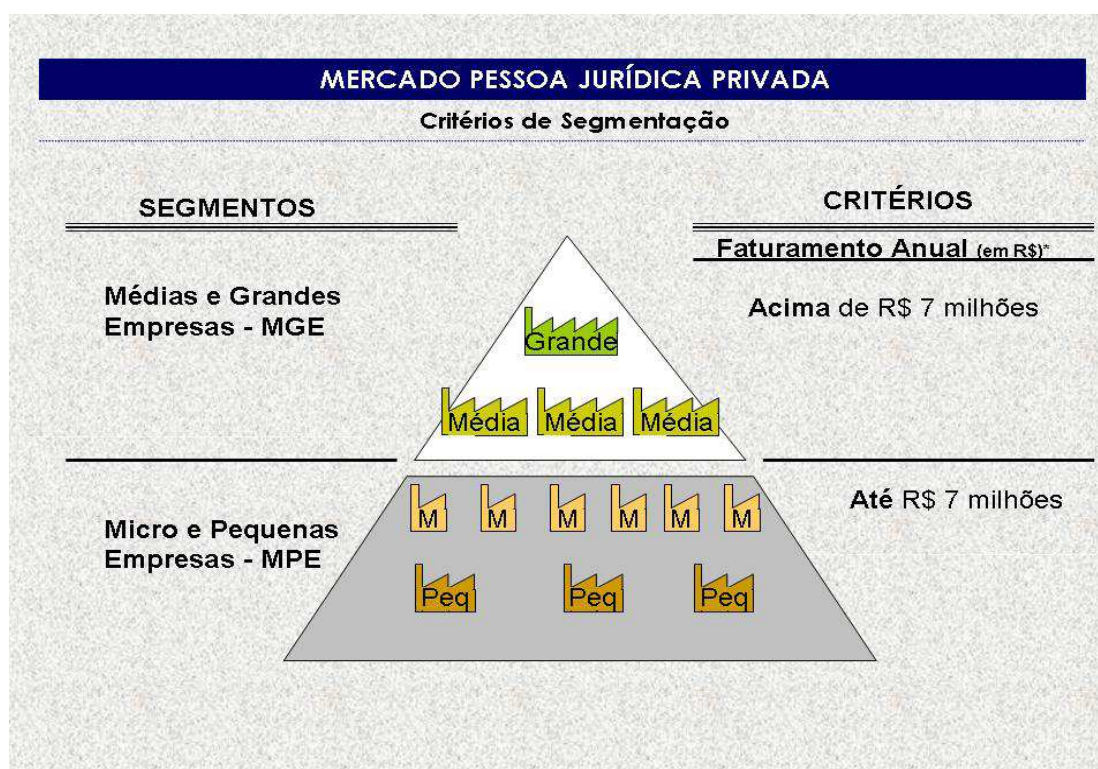 MERCADO PESSOA JURÍDICA PRIVADA
Critérios de Segmentação
SEGMENTOS
CRITÉRIOS
Faturamento Anual (em R$)*
Médias e Grandes
Empresas - MGE
Acima de R$ 7 milhões
Grande
Média Média Média
Micro e Pequenas
Empresas - MPE
Até R$ 7 milhões
M M M M M M
Peq Peq Peq